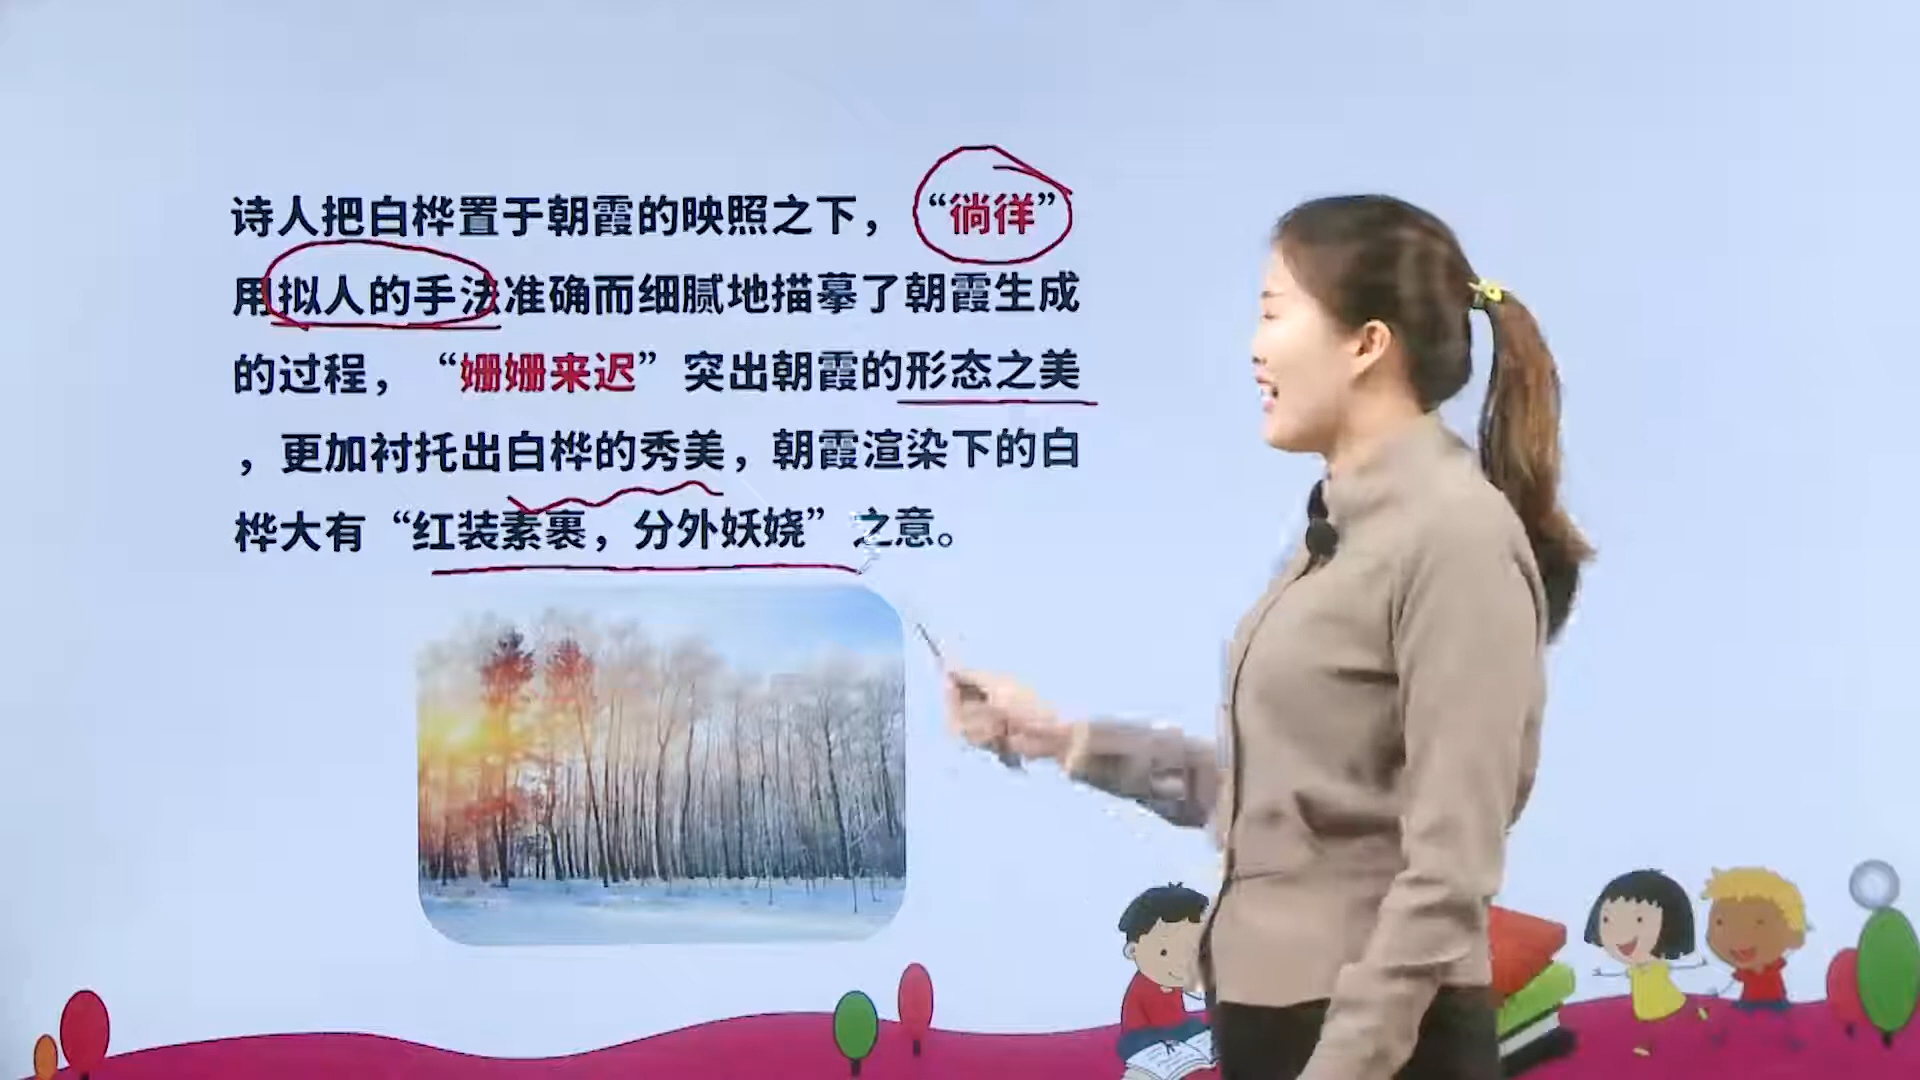 诗人把白桦置于朝霞的映照之下，“徜徉”
用拟人的手法准确而细腻地描摹了朝霞生成
的过程，“姗姗来迟”突出朝霞的形态之美
，更加衬托出白桦的秀美，朝霞渲染下的白
桦大有“红装素裹，分外妖娆”之意。